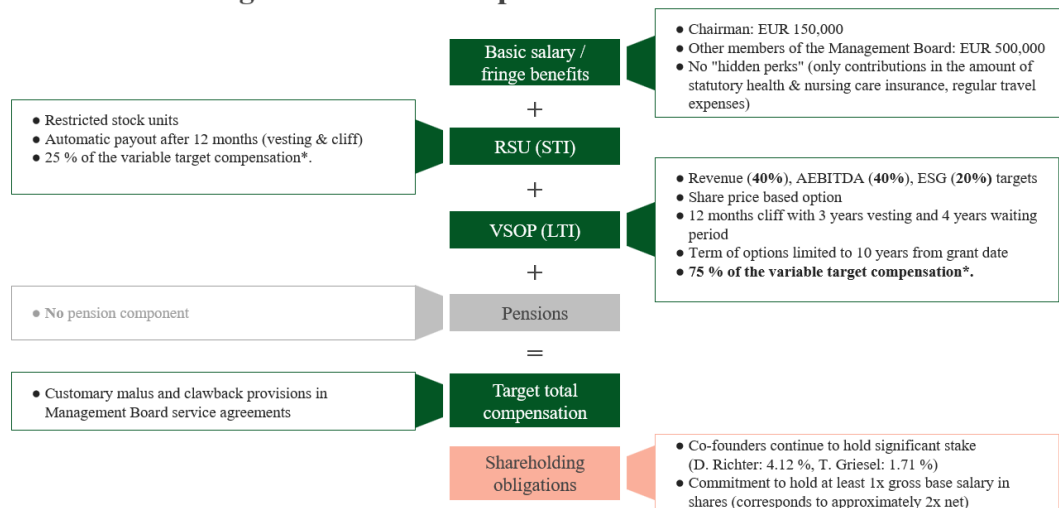 Basic salary /
fringe benefits
● Chairman: EUR 150,000
● Other members of the Management Board: EUR 500,000
● No "hidden perks" (only contributions in the amount of
statutory health & nursing care insurance, regular travel
expenses)
+
● Restricted stock units
● Automatic payout after 12 months (vesting & cliff)
● 25 % of the variable target compensation*.
RSU (STI)
+
VSOP (LTI)
● Revenue (40%), AEBITDA (40%), ESG (20%) targets
● Share price based option
● 12 months cliff with 3 years vesting and 4 years waiting
period
● Term of options limited to 10 years from grant date
● 75 % of the variable target compensation*.
+
● No pension component
Pensions
=
● Customary malus and clawback provisions in
Management Board service agreements
Target total
compensation
Shareholding
obligations
● Co-founders continue to hold significant stake
(D. Richter: 4.12 %, T. Griesel: 1.71 %)
● Commitment to hold at least 1x gross base salary in
shares (corresponds to approximately 2x net)